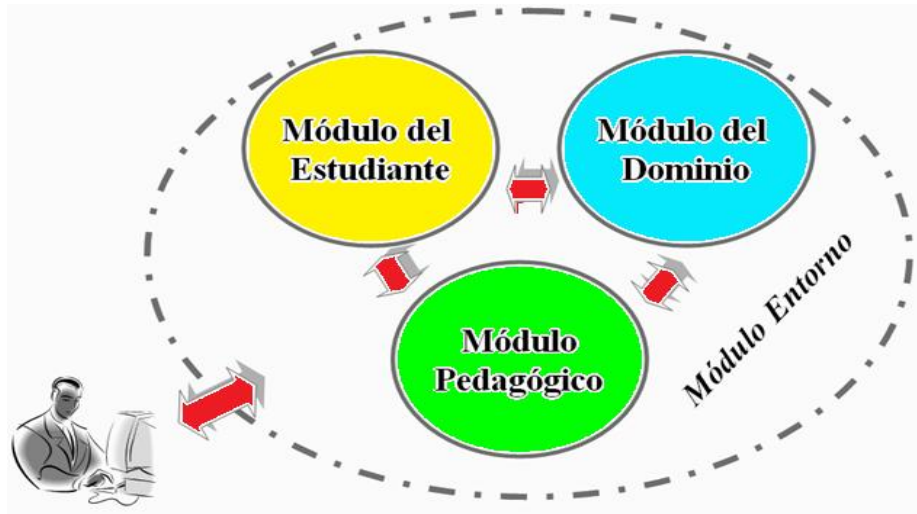 Módulo del
Estudiante
Módulo del
Dominio
Módulo
Pedagógico
Módulo Entorno